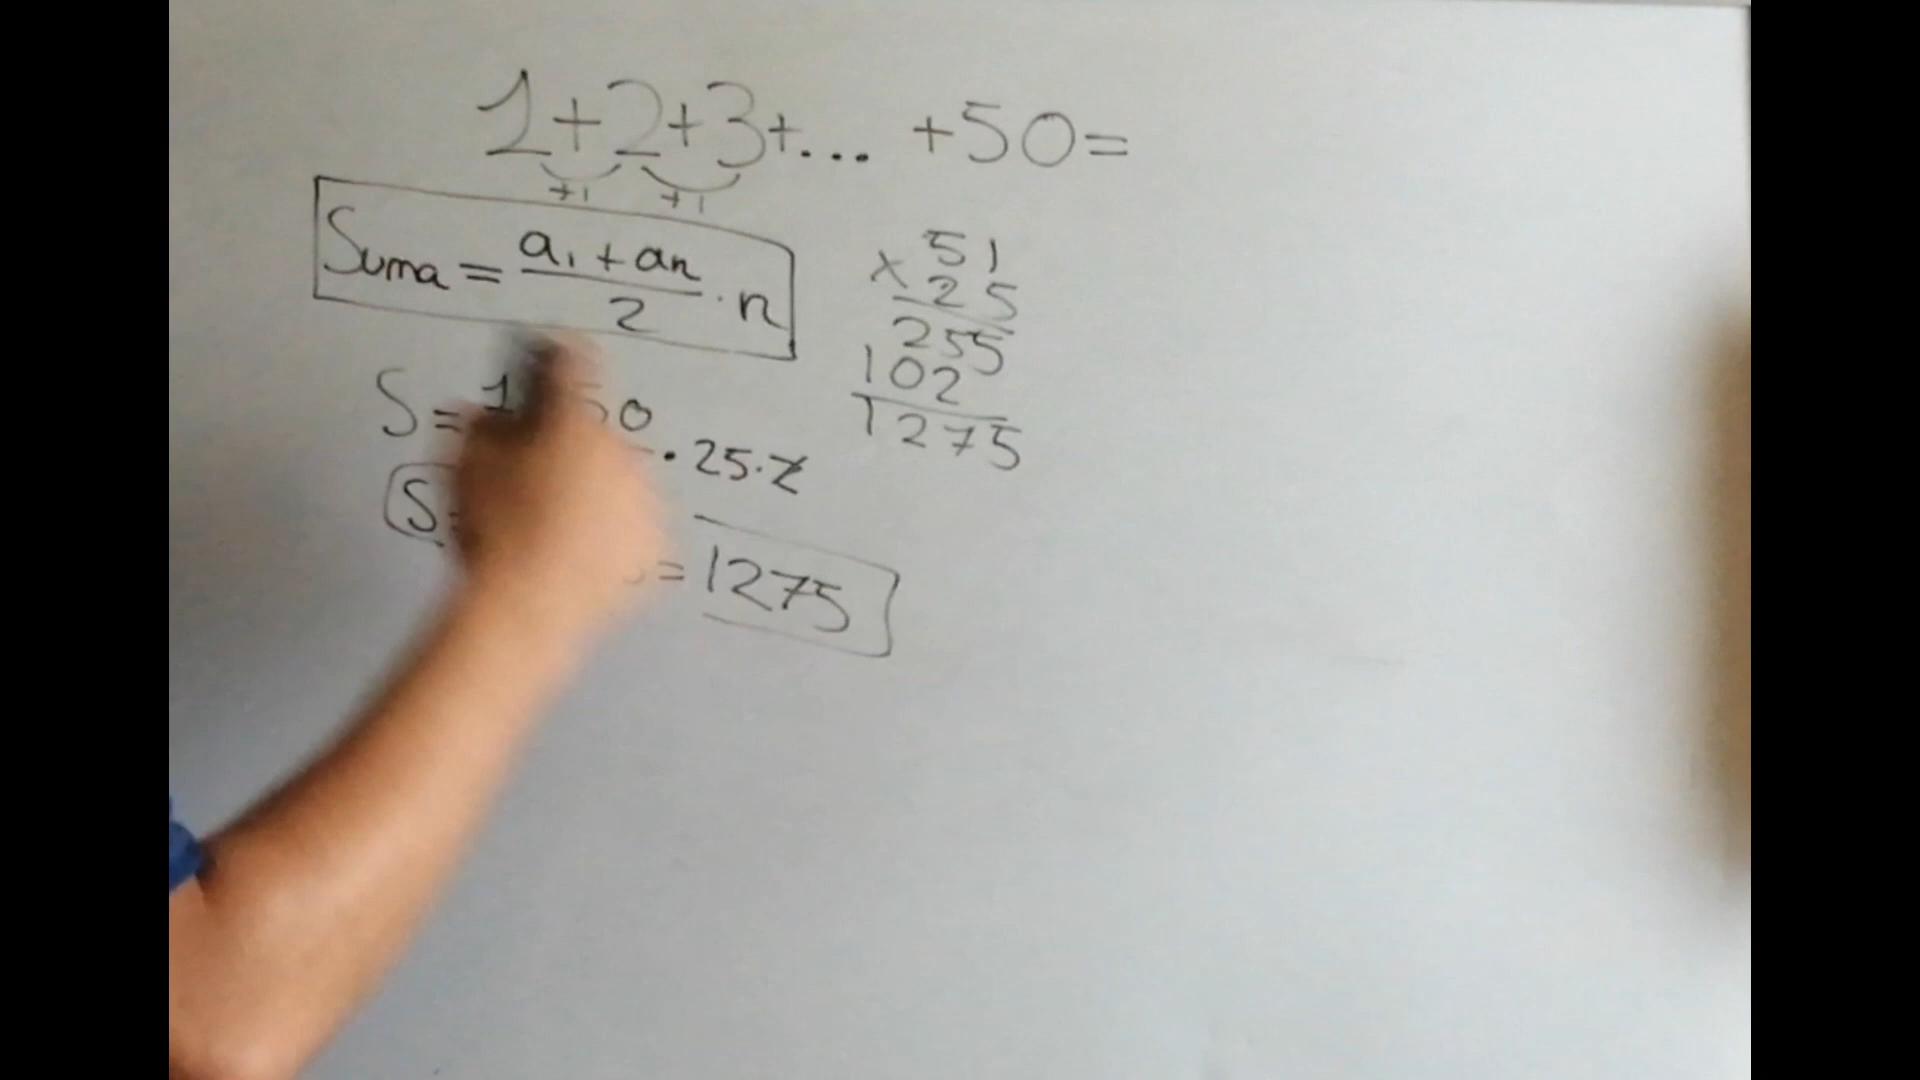 1+2+3+... +50=
+1 +1
Suma = a₁ + aₙ / 2 · n
51
x 25
255
102
1275
S = 1 50
· 25·2
S =
= 1275